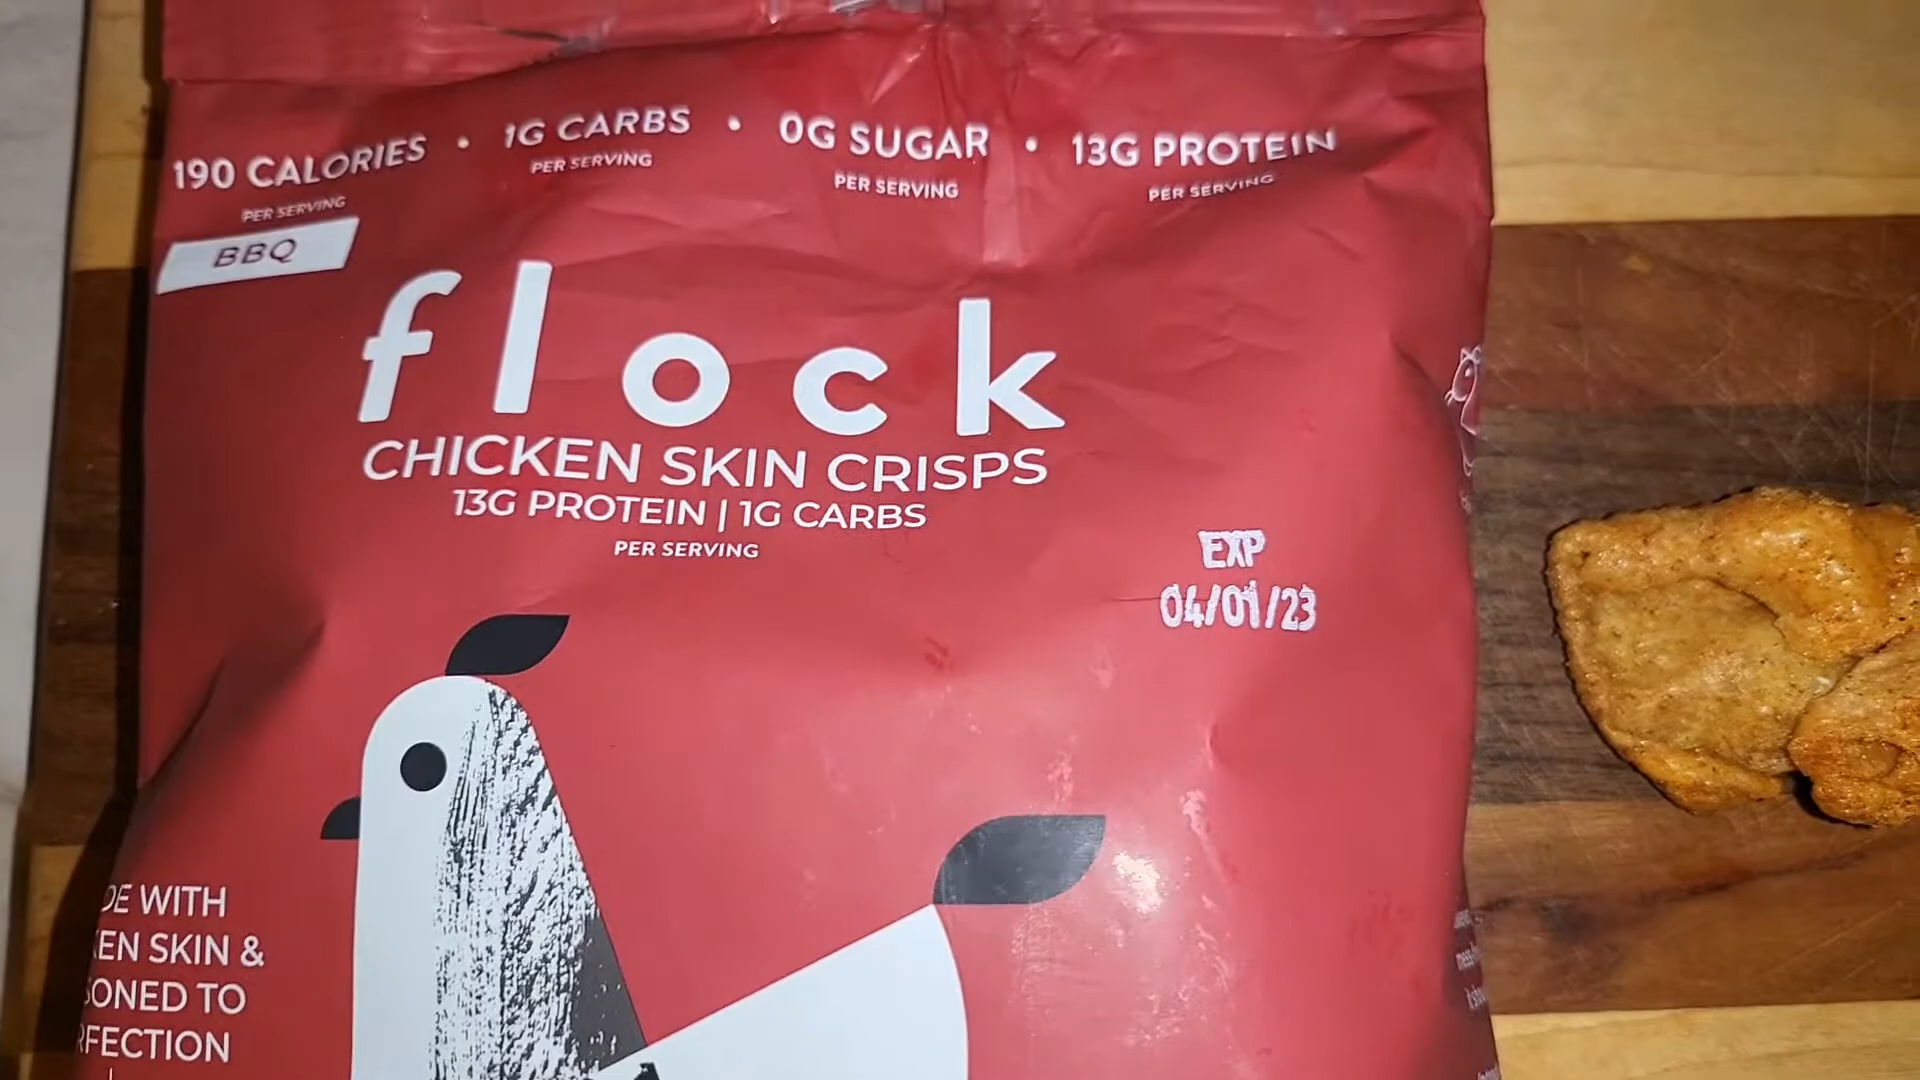 190 CALORIES • 1G CARBS • 0G SUGAR • 13G PROTEIN
PER SERVING PER SERVING PER SERVING PER SERVING
BBQ
flock
CHICKEN SKIN CRISPS
13G PROTEIN | 1G CARBS
PER SERVING
EXP
04/01/23
DE WITH
EN SKIN &
ONED TO
RFECTION